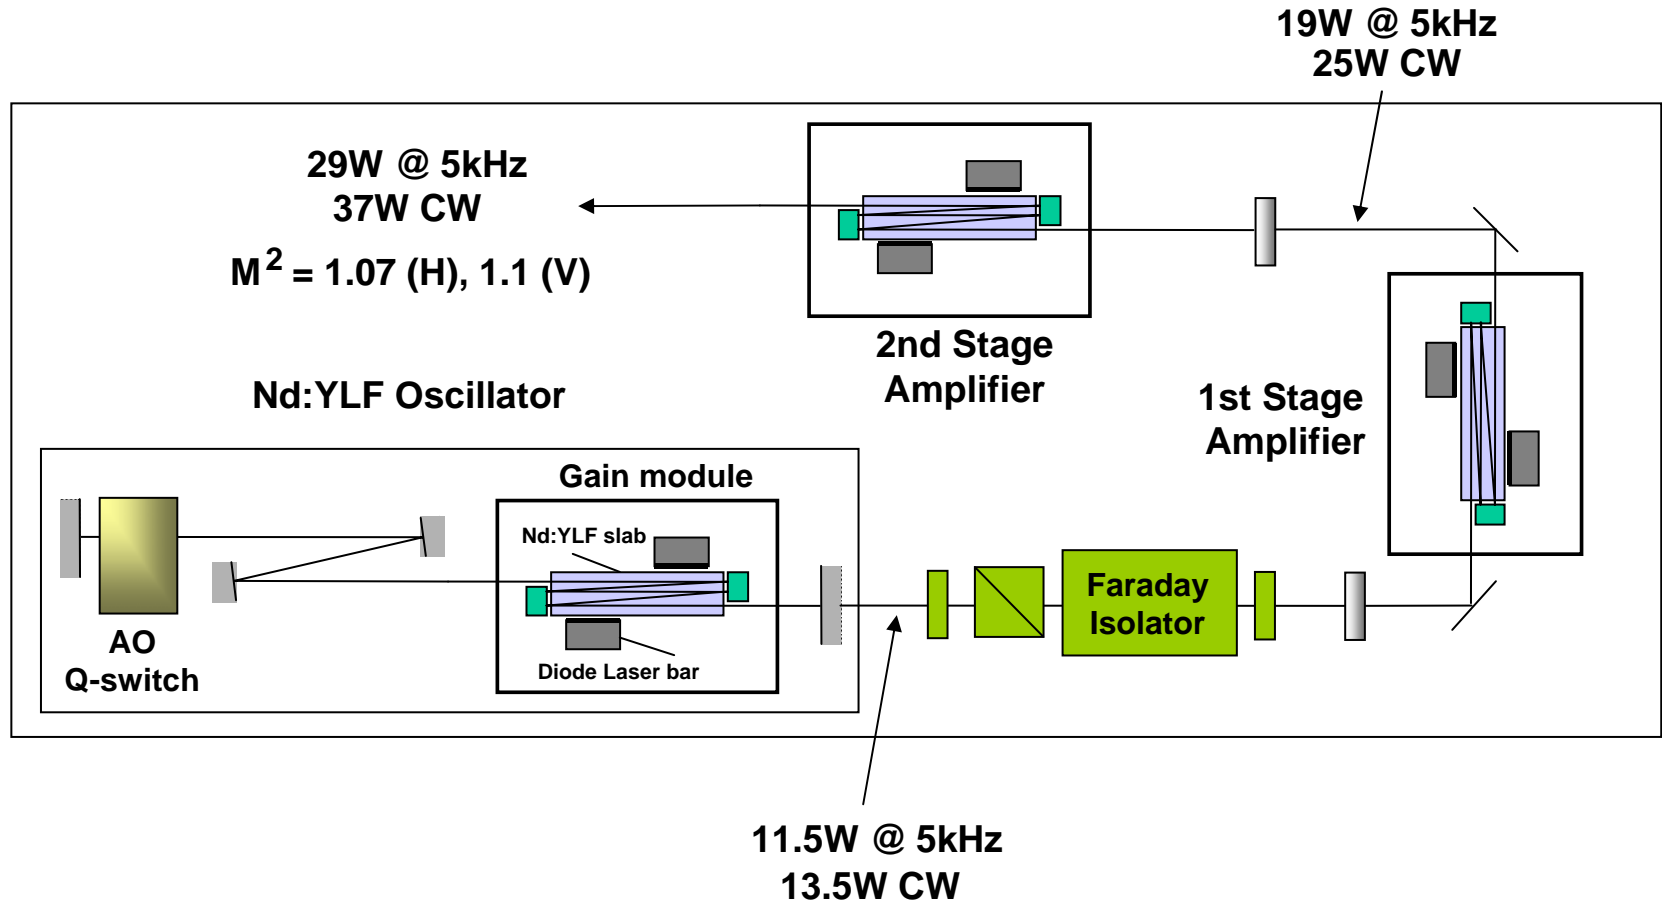 19W @ 5kHz
25W CW
29W @ 5kHz
37W CW
M² = 1.07 (H), 1.1 (V)
2nd Stage
Amplifier
Nd:YLF Oscillator
1st Stage
Amplifier
Gain module
Nd:YLF slab
Diode Laser bar
AO
Q-switch
Faraday
Isolator
11.5W @ 5kHz
13.5W CW